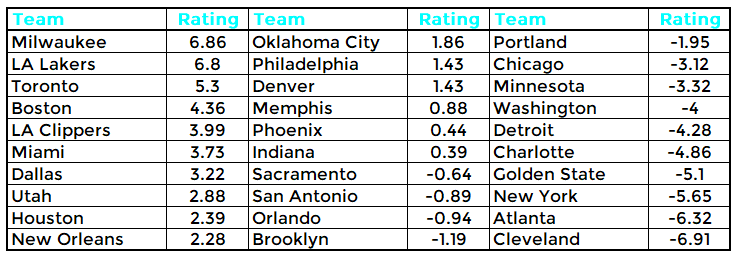 Team Rating Team Rating Team Rating
Milwaukee 6.86 Oklahoma City 1.86 Portland -1.95
LA Lakers 6.8 Philadelphia 1.43 Chicago -3.12
Toronto 5.3 Denver 1.43 Minnesota -3.32
Boston 4.36 Memphis 0.88 Washington -4
LA Clippers 3.99 Phoenix 0.44 Detroit -4.28
Miami 3.73 Indiana 0.39 Charlotte -4.86
Dallas 3.22 Sacramento -0.64 Golden State -5.1
Utah 2.88 San Antonio -0.89 New York -5.65
Houston 2.39 Orlando -0.94 Atlanta -6.32
New Orleans 2.28 Brooklyn -1.19 Cleveland -6.91